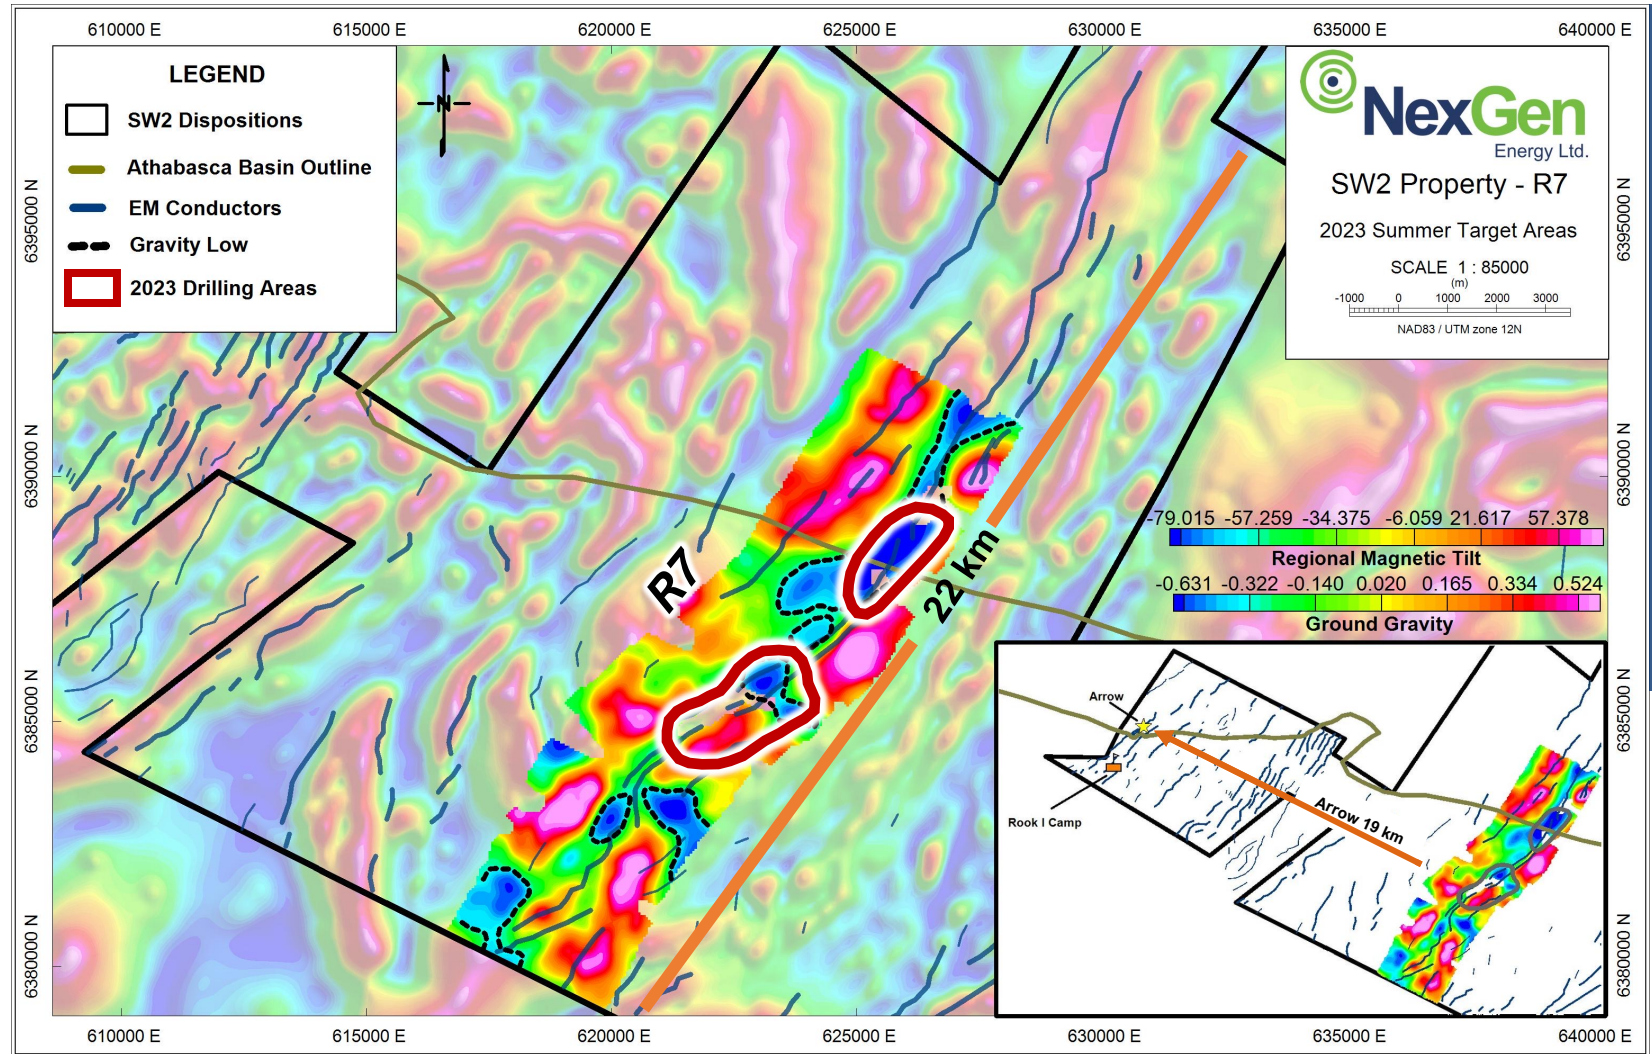 610000 E 615000 E 620000 E 625000 E 630000 E 635000 E 640000 E
LEGEND
SW2 Dispositions
Athabasca Basin Outline
EM Conductors
Gravity Low
2023 Drilling Areas
N
NexGen
Energy Ltd.
SW2 Property - R7
2023 Summer Target Areas
SCALE 1 : 85000
(m)
-1000 0 1000 2000 3000
NAD83 / UTM zone 12N
6395000 N 6395000 N
6390000 N 6390000 N
R7
22 km
-79.015 -57.259 -34.375 -6.059 21.617 57.378
Regional Magnetic Tilt
-0.631 -0.322 -0.140 0.020 0.165 0.334 0.524
Ground Gravity
6385000 N 6385000 N
Arrow
Rook I Camp
Arrow 19 km
6380000 N 6380000 N
610000 E 615000 E 620000 E 625000 E 630000 E 635000 E 640000 E